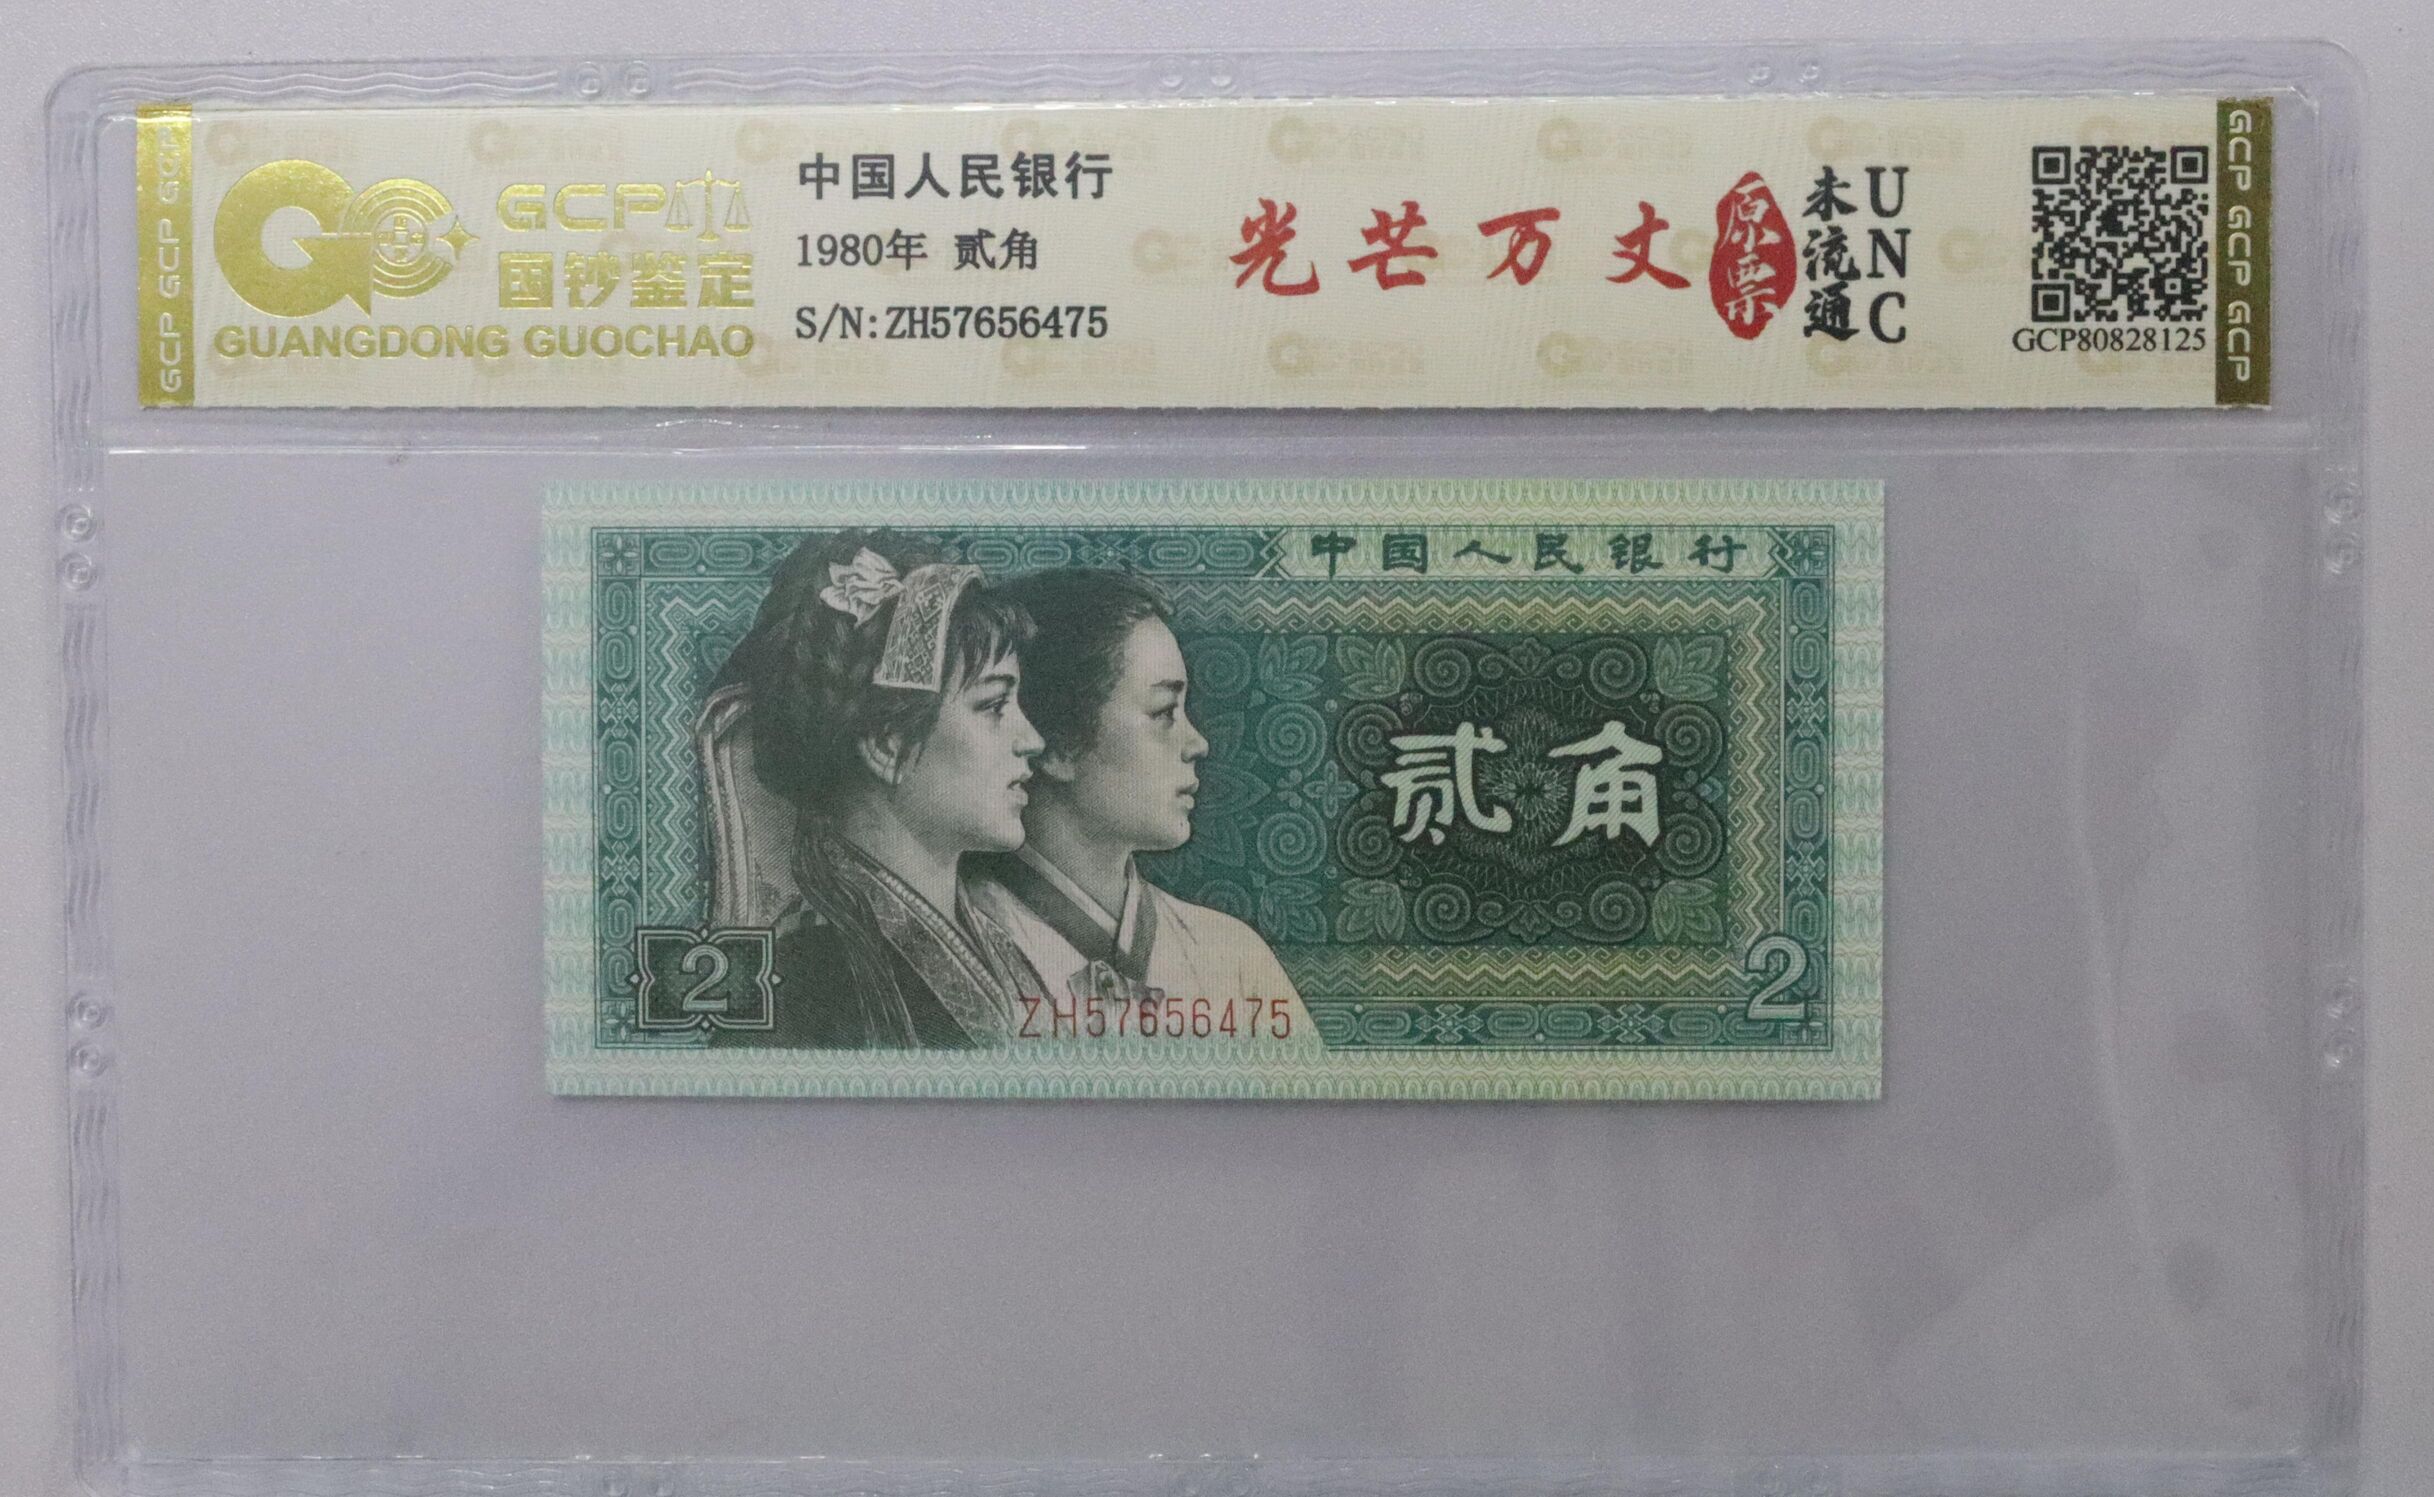 GCP GCP GCP
GCP
国钞鉴定
GUANGDONG GUOCHAO
中国人民银行
1980年 贰角
S/N:ZH57656475
光芒万丈
原票
未流通
UNC
GCP80828125
GCP GCP GCP
中国人民银行
贰角
2
ZH57656475
2